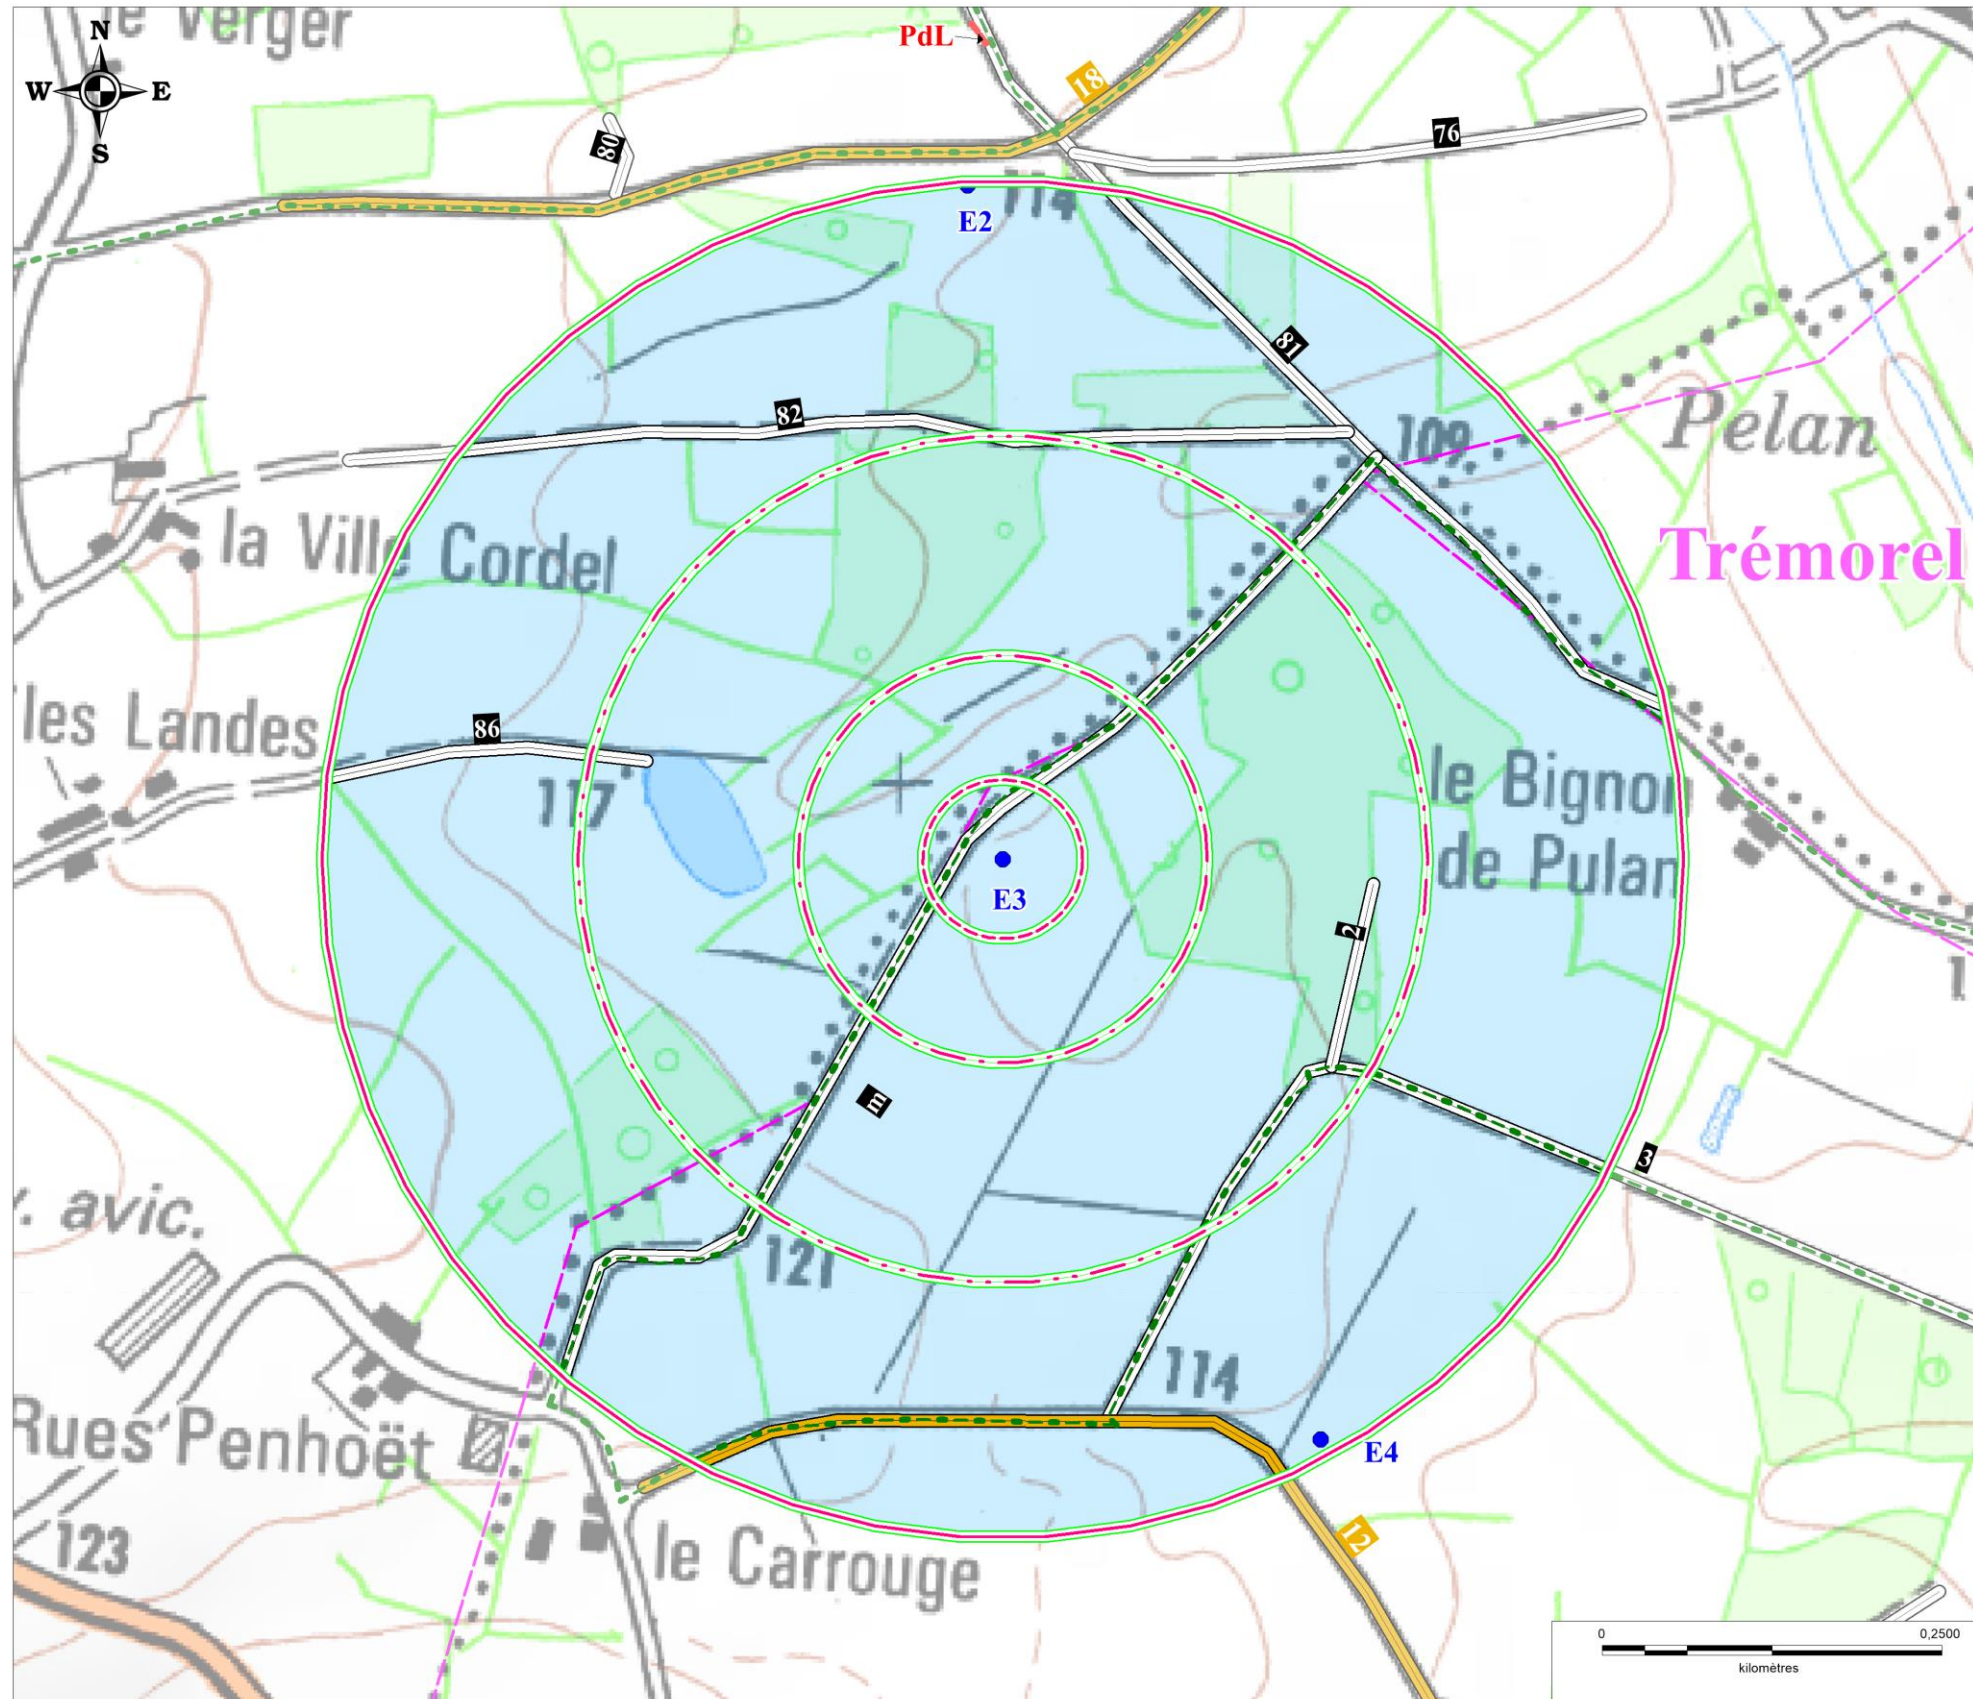 le Verger
N
W E
S
PdL
18
80
76
E2
114
81
82
109
Pelan
Trémorel
la Ville Cordel
les Landes
86
117
le Bignon
de Pulan
E3
2
m
3
v. avic.
121
114
Rues Penhoët
E4
12
123
le Carrouge
0 0,2500
kilomètres